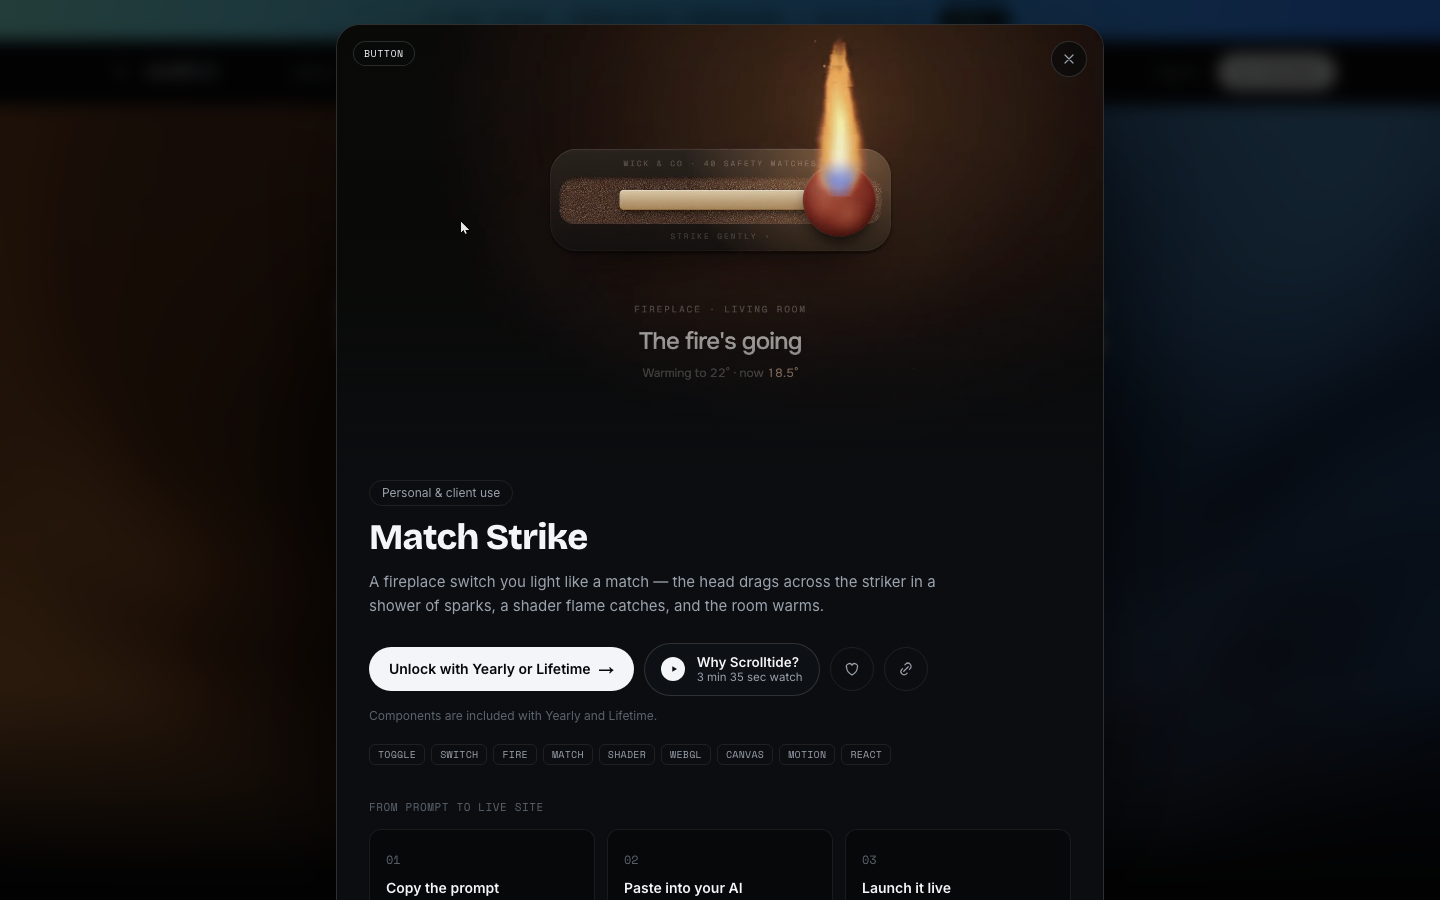 BUTTON
WICK & CO · 40 SAFETY MATCHES
STRIKE GENTLY ·
FIREPLACE · LIVING ROOM
The fire's going
Warming to 22° · now 18.5°
Personal & client use
Match Strike
A fireplace switch you light like a match — the head drags across the striker in a
shower of sparks, a shader flame catches, and the room warms.
Unlock with Yearly or Lifetime →
Why Scrolltide?
3 min 35 sec watch
Components are included with Yearly and Lifetime.
TOGGLE SWITCH FIRE MATCH SHADER WEBGL CANVAS MOTION REACT
FROM PROMPT TO LIVE SITE
01 02 03
Copy the prompt Paste into your AI Launch it live